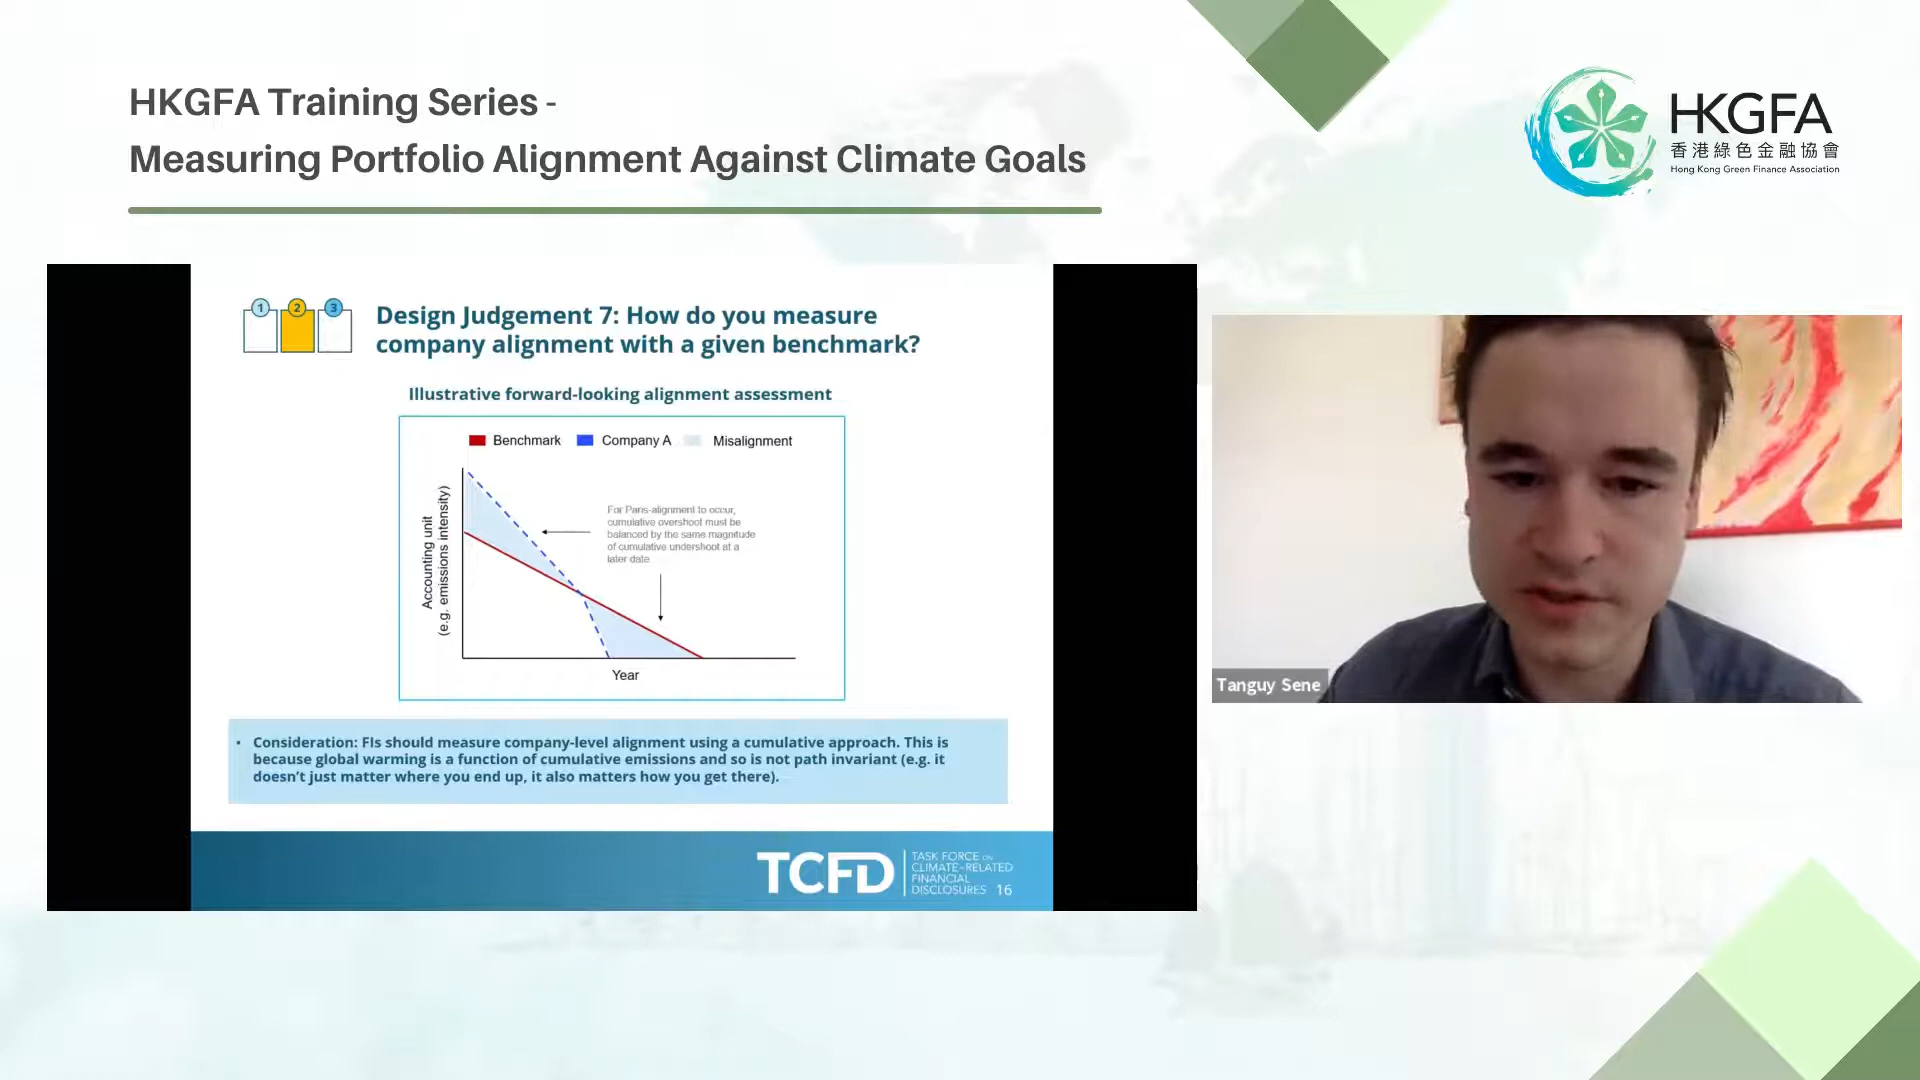 HKGFA Training Series -
Measuring Portfolio Alignment Against Climate Goals
HKGFA
香港綠色金融協會
Hong Kong Green Finance Association
1 2 3
Design Judgement 7: How do you measure
company alignment with a given benchmark?
Illustrative forward-looking alignment assessment
Benchmark Company A Misalignment
Accounting unit
(e.g. emissions intensity)
For Paris-alignment to occur,
cumulative overshoot must be
balanced by the same magnitude
of cumulative undershoot at a
later date
Year
• Consideration: FIs should measure company-level alignment using a cumulative approach. This is
because global warming is a function of cumulative emissions and so is not path invariant (e.g. it
doesn't just matter where you end up, it also matters how you get there).
TCFD
TASK FORCE ON
CLIMATE-RELATED
FINANCIAL
DISCLOSURES 16
Tanguy Sene